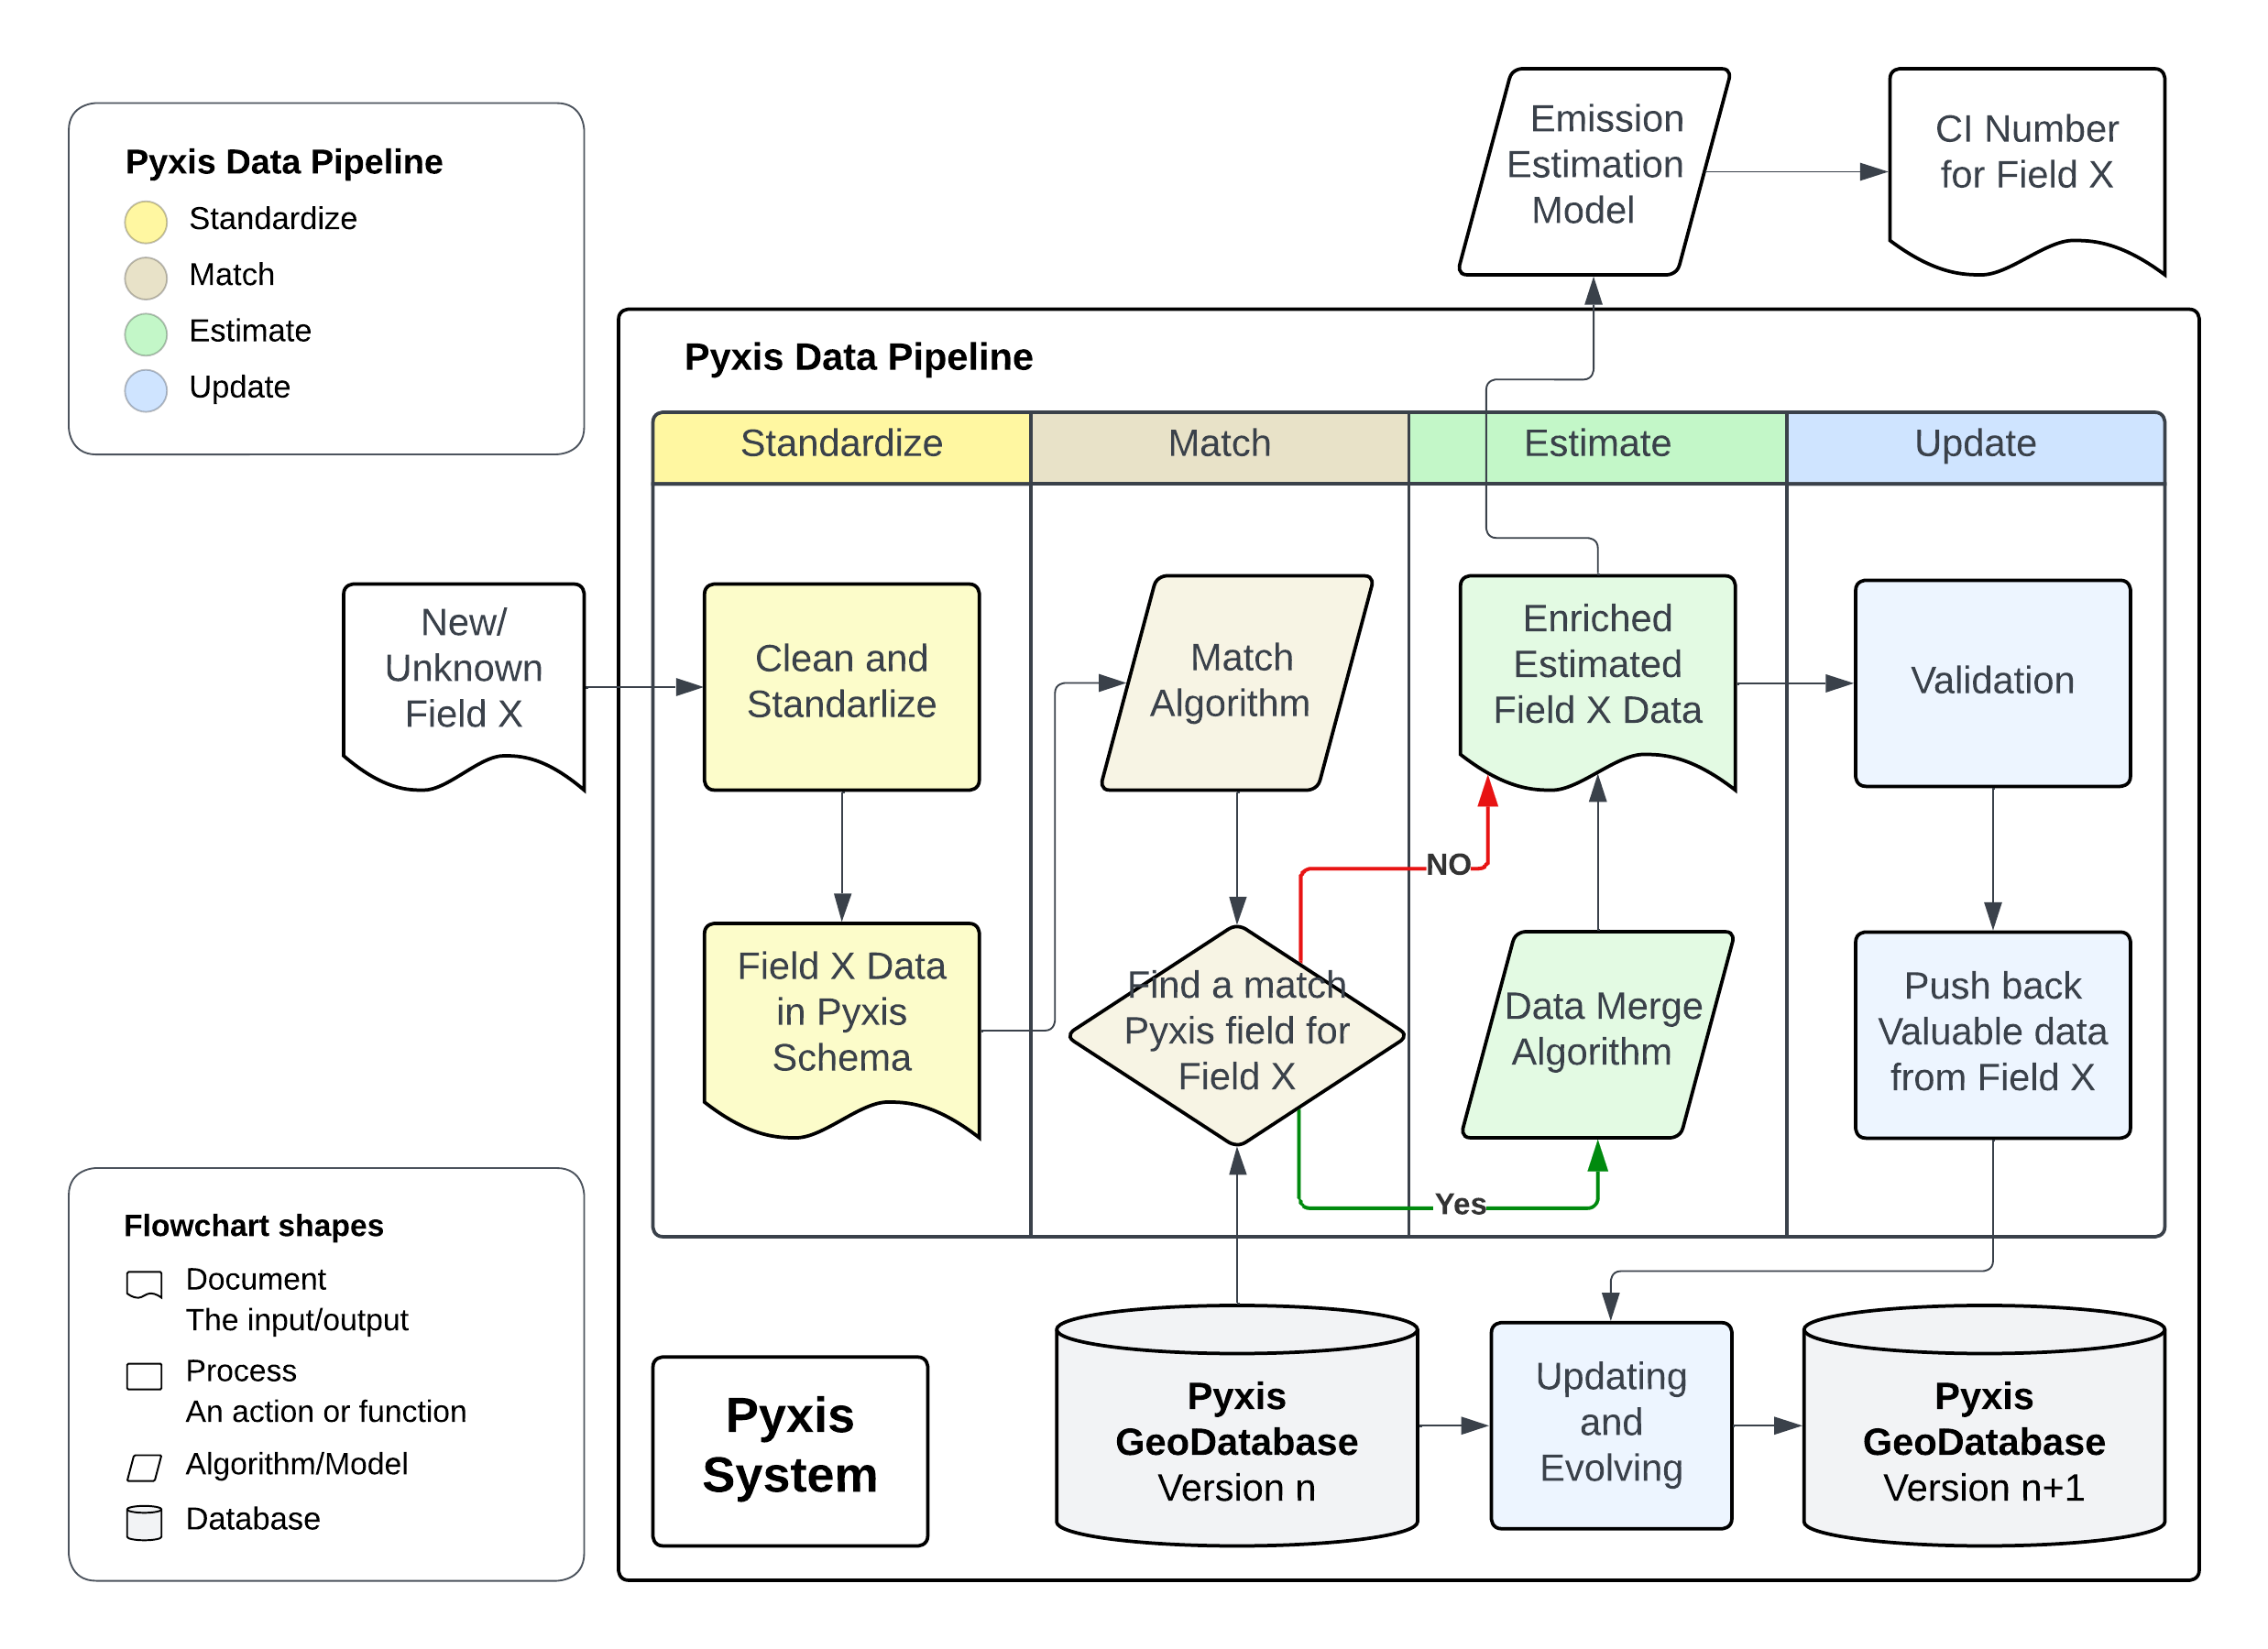 Pyxis Data Pipeline
Standardize
Match
Estimate
Update
Emission
Estimation
Model
CI Number
for Field X
Pyxis Data Pipeline
Standardize
Match
Estimate
Update
New/
Unknown
Field X
Clean and
Standarlize
Match
Algorithm
Enriched
Estimated
Field X Data
Validation
NO
Field X Data
in Pyxis
Schema
Find a match
Pyxis field for
Field X
Data Merge
Algorithm
Push back
Valuable data
from Field X
Yes
Flowchart shapes
Document
The input/output
Process
An action or function
Algorithm/Model
Database
Pyxis
System
Pyxis
GeoDatabase
Version n
Updating
and
Evolving
Pyxis
GeoDatabase
Version n+1